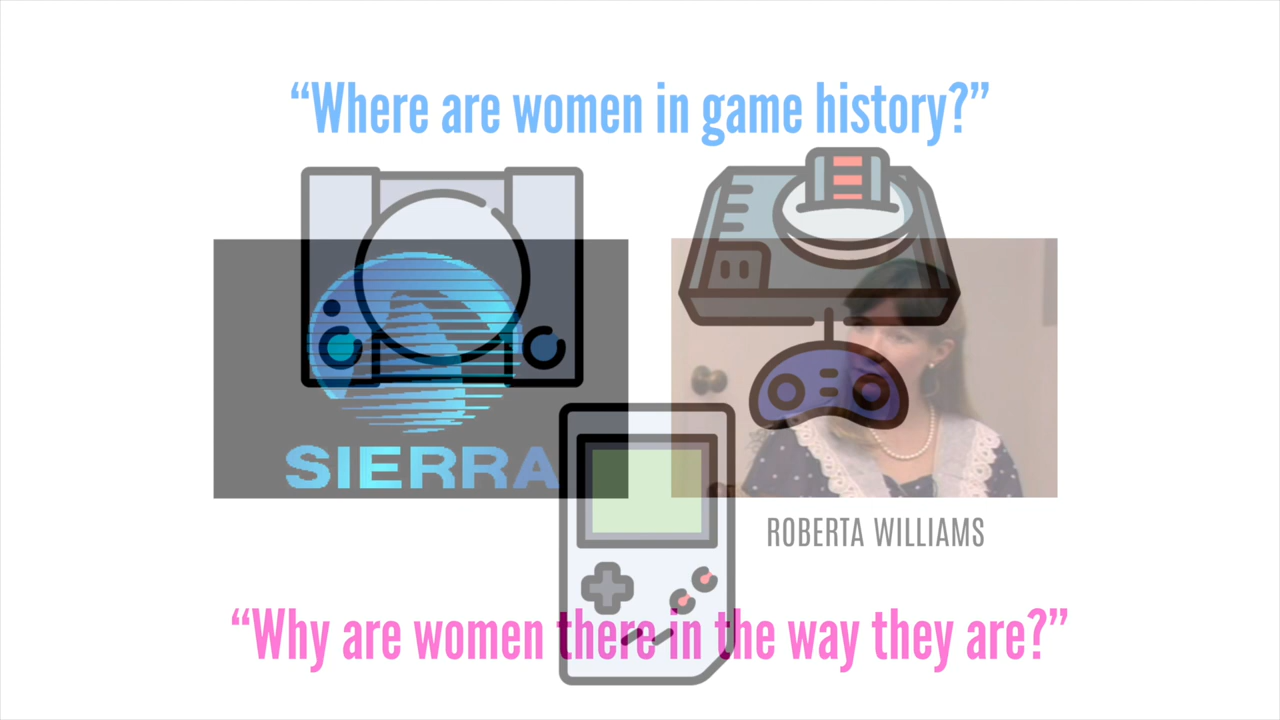 “Where are women in game history?”
SIERRA
ROBERTA WILLIAMS
“Why are women there in the way they are?”